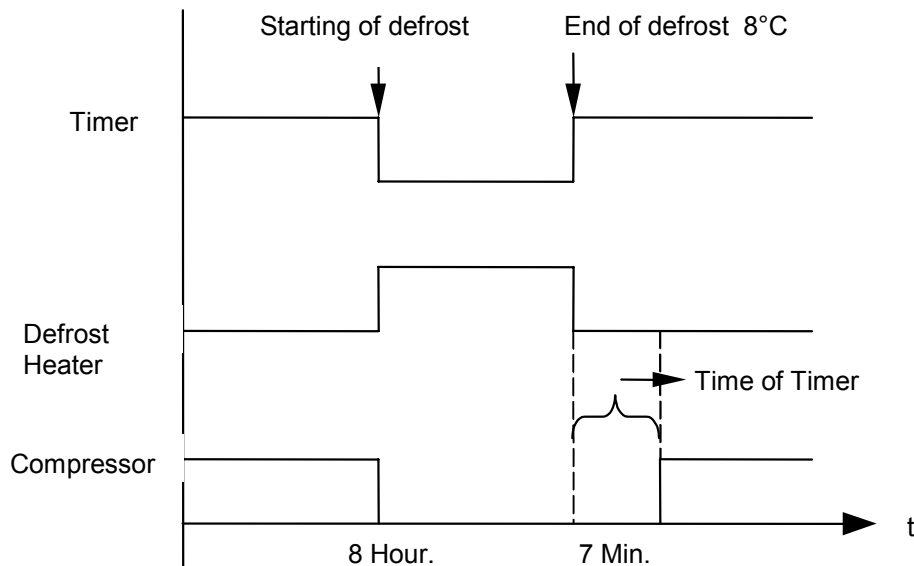 Starting of defrost
End of defrost 8°C
Timer
Defrost
Heater
Time of Timer
Compressor
t
8 Hour.
7 Min.